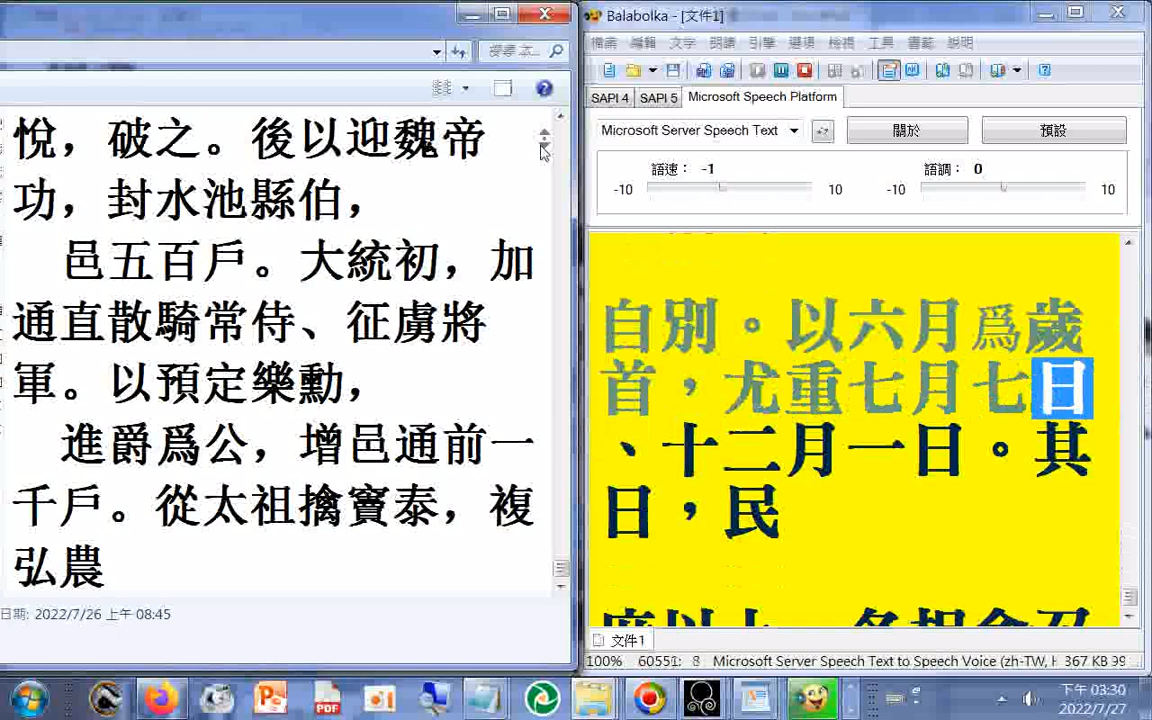 Balabolka - [文件1]
搜尋 本...
檔案 編輯 文字 朗讀 引擎 選項 檢視 工具 書籤 說明
SAPI 4 SAPI 5 Microsoft Speech Platform
Microsoft Server Speech Text
關於
預設
語速： -1
語調： 0
-10 10 -10 10
悅，破之。後以迎魏帝
功，封水池縣伯，
邑五百戶。大統初，加
通直散騎常侍、征虜將
軍。以預定樂勳，
進爵爲公，增邑通前一
千戶。從太祖擒竇泰，複
弘農
日期: 2022/7/26 上午 08:45
自別。以六月爲歲
首，尤重七月七日
、十二月一日。其
日，民
文件1
100% 60551: 8 Microsoft Server Speech Text to Speech Voice (zh-TW, H 367 KB 99
PDF
下午 03:30
2022/7/27